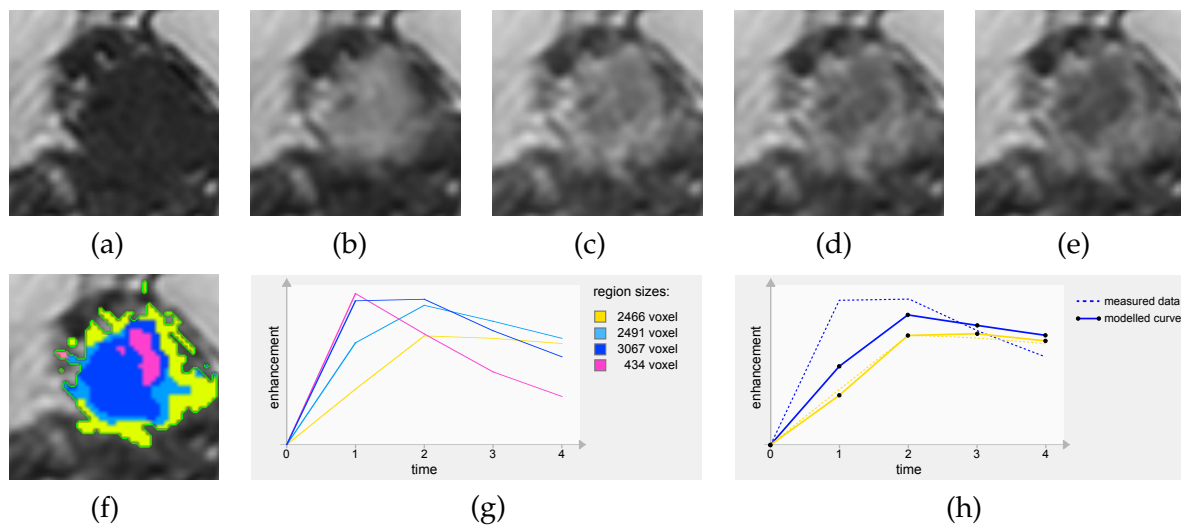 (a) (b) (c) (d) (e)
enhancement
0 1 2 3 4
time
region sizes:
2466 voxel
2491 voxel
3067 voxel
434 voxel
enhancement
0 1 2 3 4
time
measured data
modelled curve
(f) (g) (h)